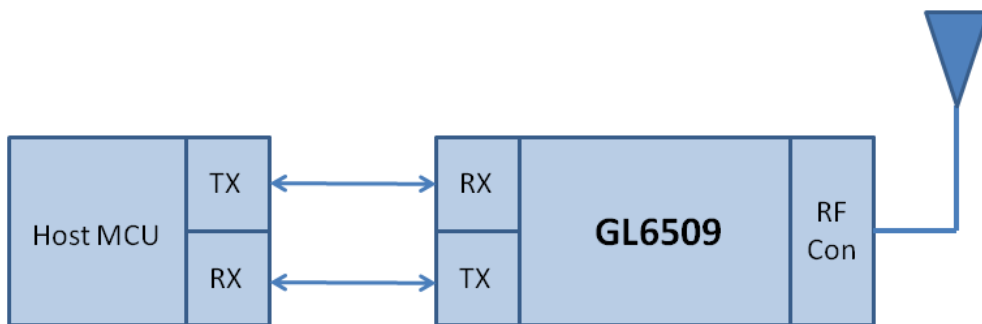 Host MCU
TX
RX
RX
TX
GL6509
RF
Con